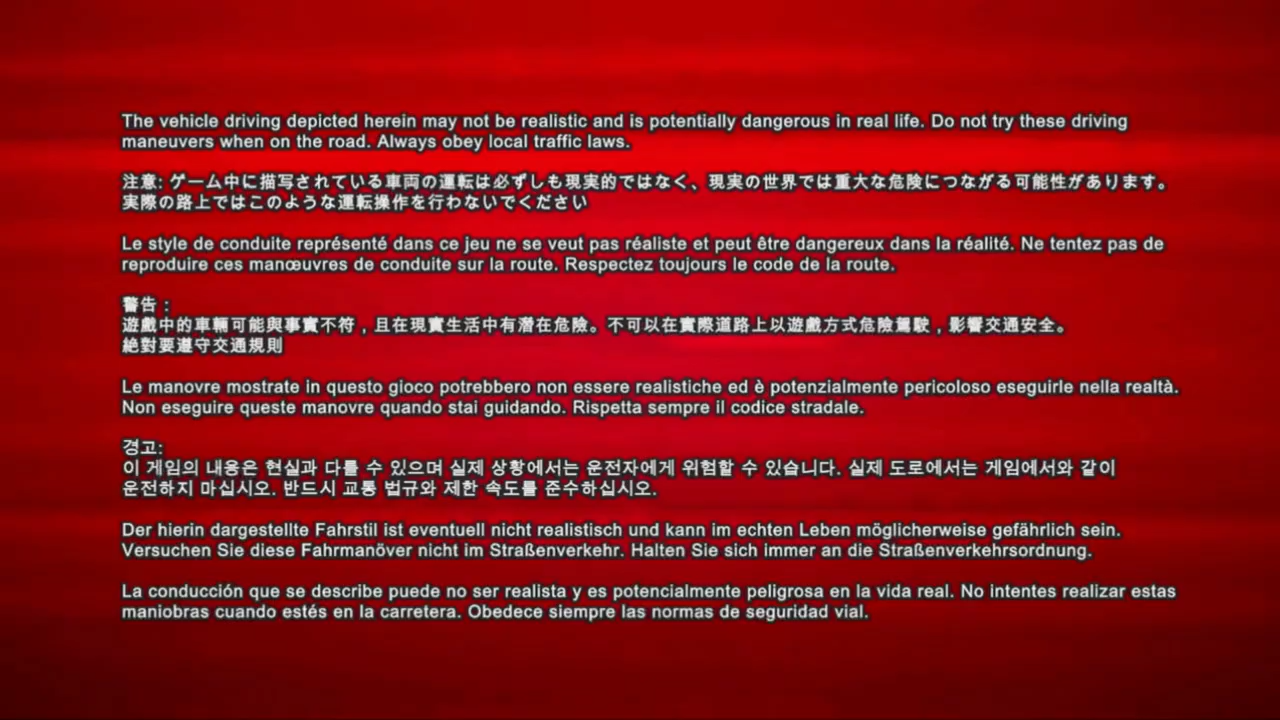 The vehicle driving depicted herein may not be realistic and is potentially dangerous in real life. Do not try these driving
maneuvers when on the road. Always obey local traffic laws.
注意: ゲーム中に描写されている車両の運転は必ずしも現実的ではなく、現実の世界では重大な危険につながる可能性があります。
実際の路上ではこのような運転操作を行わないでください
Le style de conduite représenté dans ce jeu ne se veut pas réaliste et peut être dangereux dans la réalité. Ne tentez pas de
reproduire ces manœuvres de conduite sur la route. Respectez toujours le code de la route.
警告：
遊戲中的車輛可能與事實不符，且在現實生活中有潛在危險。不可以在實際道路上以遊戲方式危險駕駛，影響交通安全。
絕對要遵守交通規則
Le manovre mostrate in questo gioco potrebbero non essere realistiche ed è potenzialmente pericoloso eseguirle nella realtà.
Non eseguire queste manovre quando stai guidando. Rispetta sempre il codice stradale.
경고:
이 게임의 내용은 현실과 다를 수 있으며 실제 상황에서는 운전자에게 위험할 수 있습니다. 실제 도로에서는 게임에서와 같이
운전하지 마십시오. 반드시 교통 법규와 제한 속도를 준수하십시오.
Der hierin dargestellte Fahrstil ist eventuell nicht realistisch und kann im echten Leben möglicherweise gefährlich sein.
Versuchen Sie diese Fahrmanöver nicht im Straßenverkehr. Halten Sie sich immer an die Straßenverkehrsordnung.
La conducción que se describe puede no ser realista y es potencialmente peligrosa en la vida real. No intentes realizar estas
maniobras cuando estés en la carretera. Obedece siempre las normas de seguridad vial.